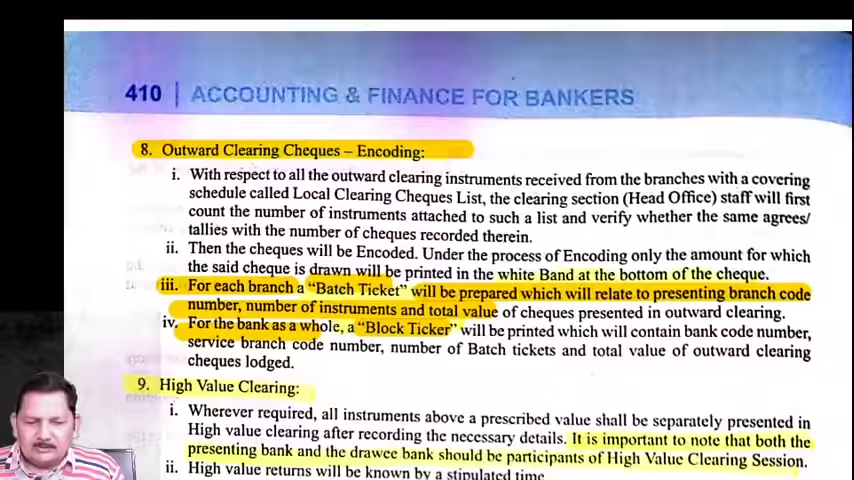 410 | ACCOUNTING & FINANCE FOR BANKERS
8. Outward Clearing Cheques – Encoding:
i. With respect to all the outward clearing instruments received from the branches with a covering
schedule called Local Clearing Cheques List, the clearing section (Head Office) staff will first
count the number of instruments attached to such a list and verify whether the same agrees/
tallies with the number of cheques recorded therein.
ii. Then the cheques will be Encoded. Under the process of Encoding only the amount for which
the said cheque is drawn will be printed in the white Band at the bottom of the cheque.
iii. For each branch a “Batch Ticket” will be prepared which will relate to presenting branch code
number, number of instruments and total value of cheques presented in outward clearing.
iv. For the bank as a whole, a “Block Ticker” will be printed which will contain bank code number,
service branch code number, number of Batch tickets and total value of outward clearing
cheques lodged.
9. High Value Clearing:
i. Wherever required, all instruments above a prescribed value shall be separately presented in
High value clearing after recording the necessary details. It is important to note that both the
presenting bank and the drawee bank should be participants of High Value Clearing Session.
ii. High value returns will be known by a stipulated time